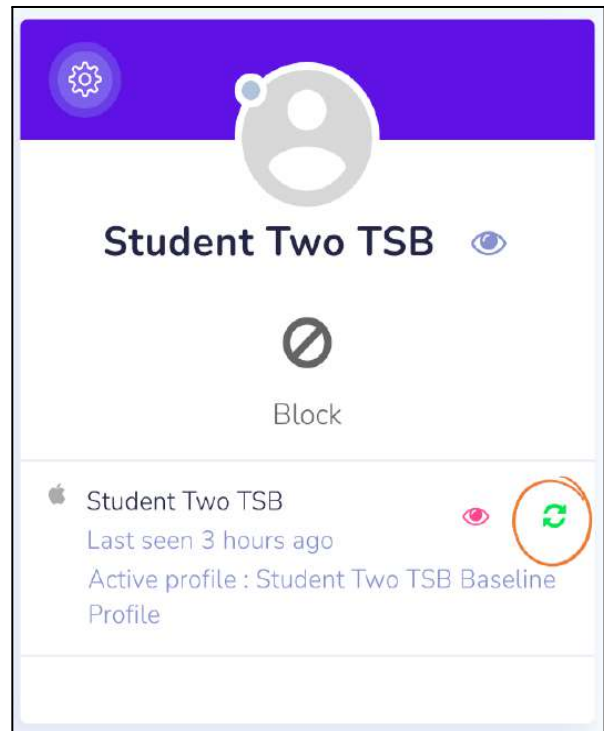 Student Two TSB
Block
Student Two TSB
Last seen 3 hours ago
Active profile : Student Two TSB Baseline
Profile